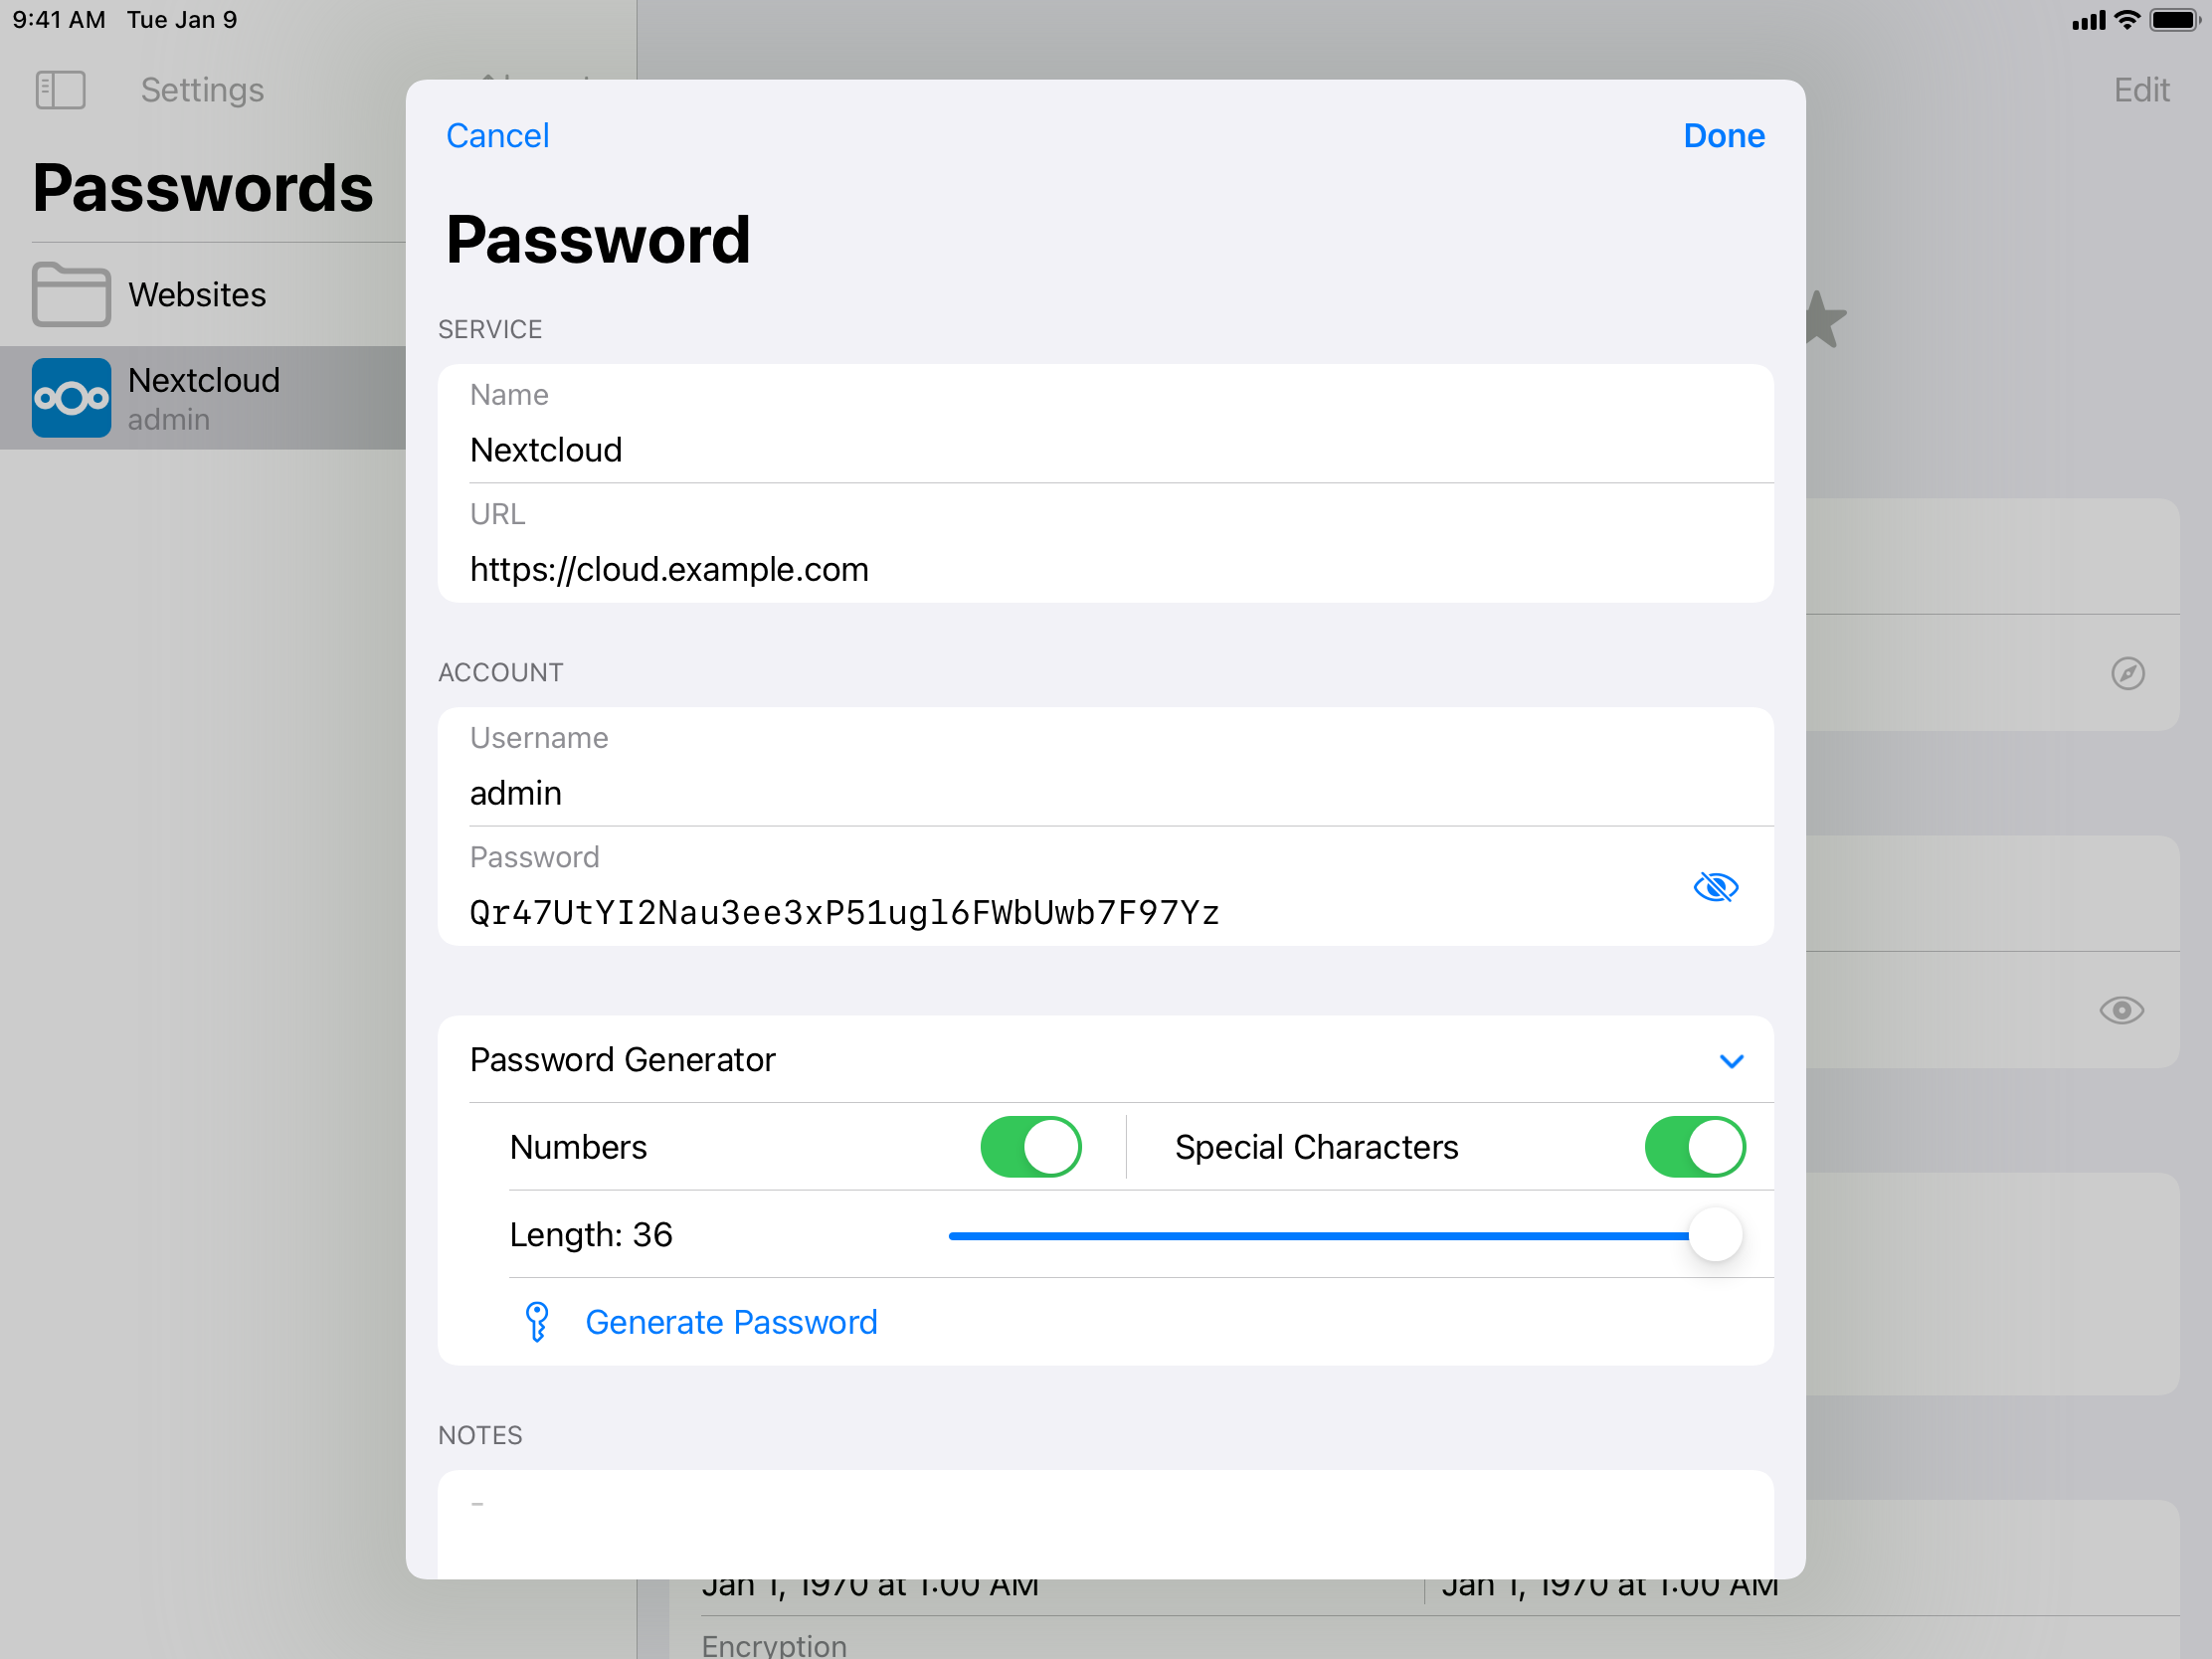 9:41 AM Tue Jan 9
Settings
Edit
Passwords
Websites
Nextcloud
admin
Cancel
Done
Password
SERVICE
Name
Nextcloud
URL
https://cloud.example.com
ACCOUNT
Username
admin
Password
Qr47UtYI2Nau3ee3xP51ugl6FWbUwb7F97Yz
Password Generator
Numbers
Special Characters
Length: 36
Generate Password
NOTES
-
Jan 1, 1970 at 1:00 AM
Jan 1, 1970 at 1:00 AM
Encryption